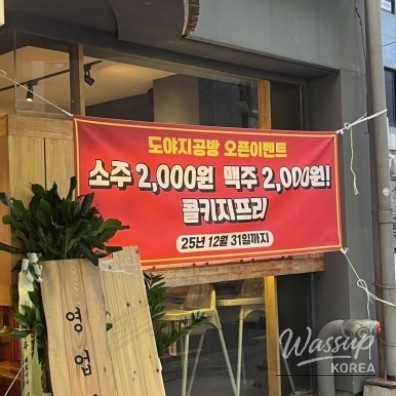 도야지공방 오픈이벤트
소주 2,000원 맥주 2,000원!
콜키지프리
25년 12월 31일까지
영업
Wassup
KOREA